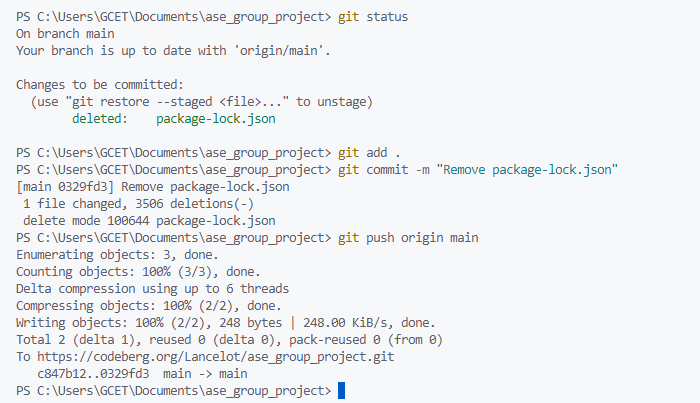 PS C:\Users\GCET\Documents\ase_group_project> git status
On branch main
Your branch is up to date with 'origin/main'.

Changes to be committed:
  (use "git restore --staged <file>..." to unstage)
        deleted:    package-lock.json

PS C:\Users\GCET\Documents\ase_group_project> git add .
PS C:\Users\GCET\Documents\ase_group_project> git commit -m "Remove package-lock.json"
[main 0329fd3] Remove package-lock.json
 1 file changed, 3506 deletions(-)
 delete mode 100644 package-lock.json
PS C:\Users\GCET\Documents\ase_group_project> git push origin main
Enumerating objects: 3, done.
Counting objects: 100% (3/3), done.
Delta compression using up to 6 threads
Compressing objects: 100% (2/2), done.
Writing objects: 100% (2/2), 248 bytes | 248.00 KiB/s, done.
Total 2 (delta 1), reused 0 (delta 0), pack-reused 0 (from 0)
To https://codeberg.org/Lancelot/ase_group_project.git
   c847b12..0329fd3  main -> main
PS C:\Users\GCET\Documents\ase_group_project>